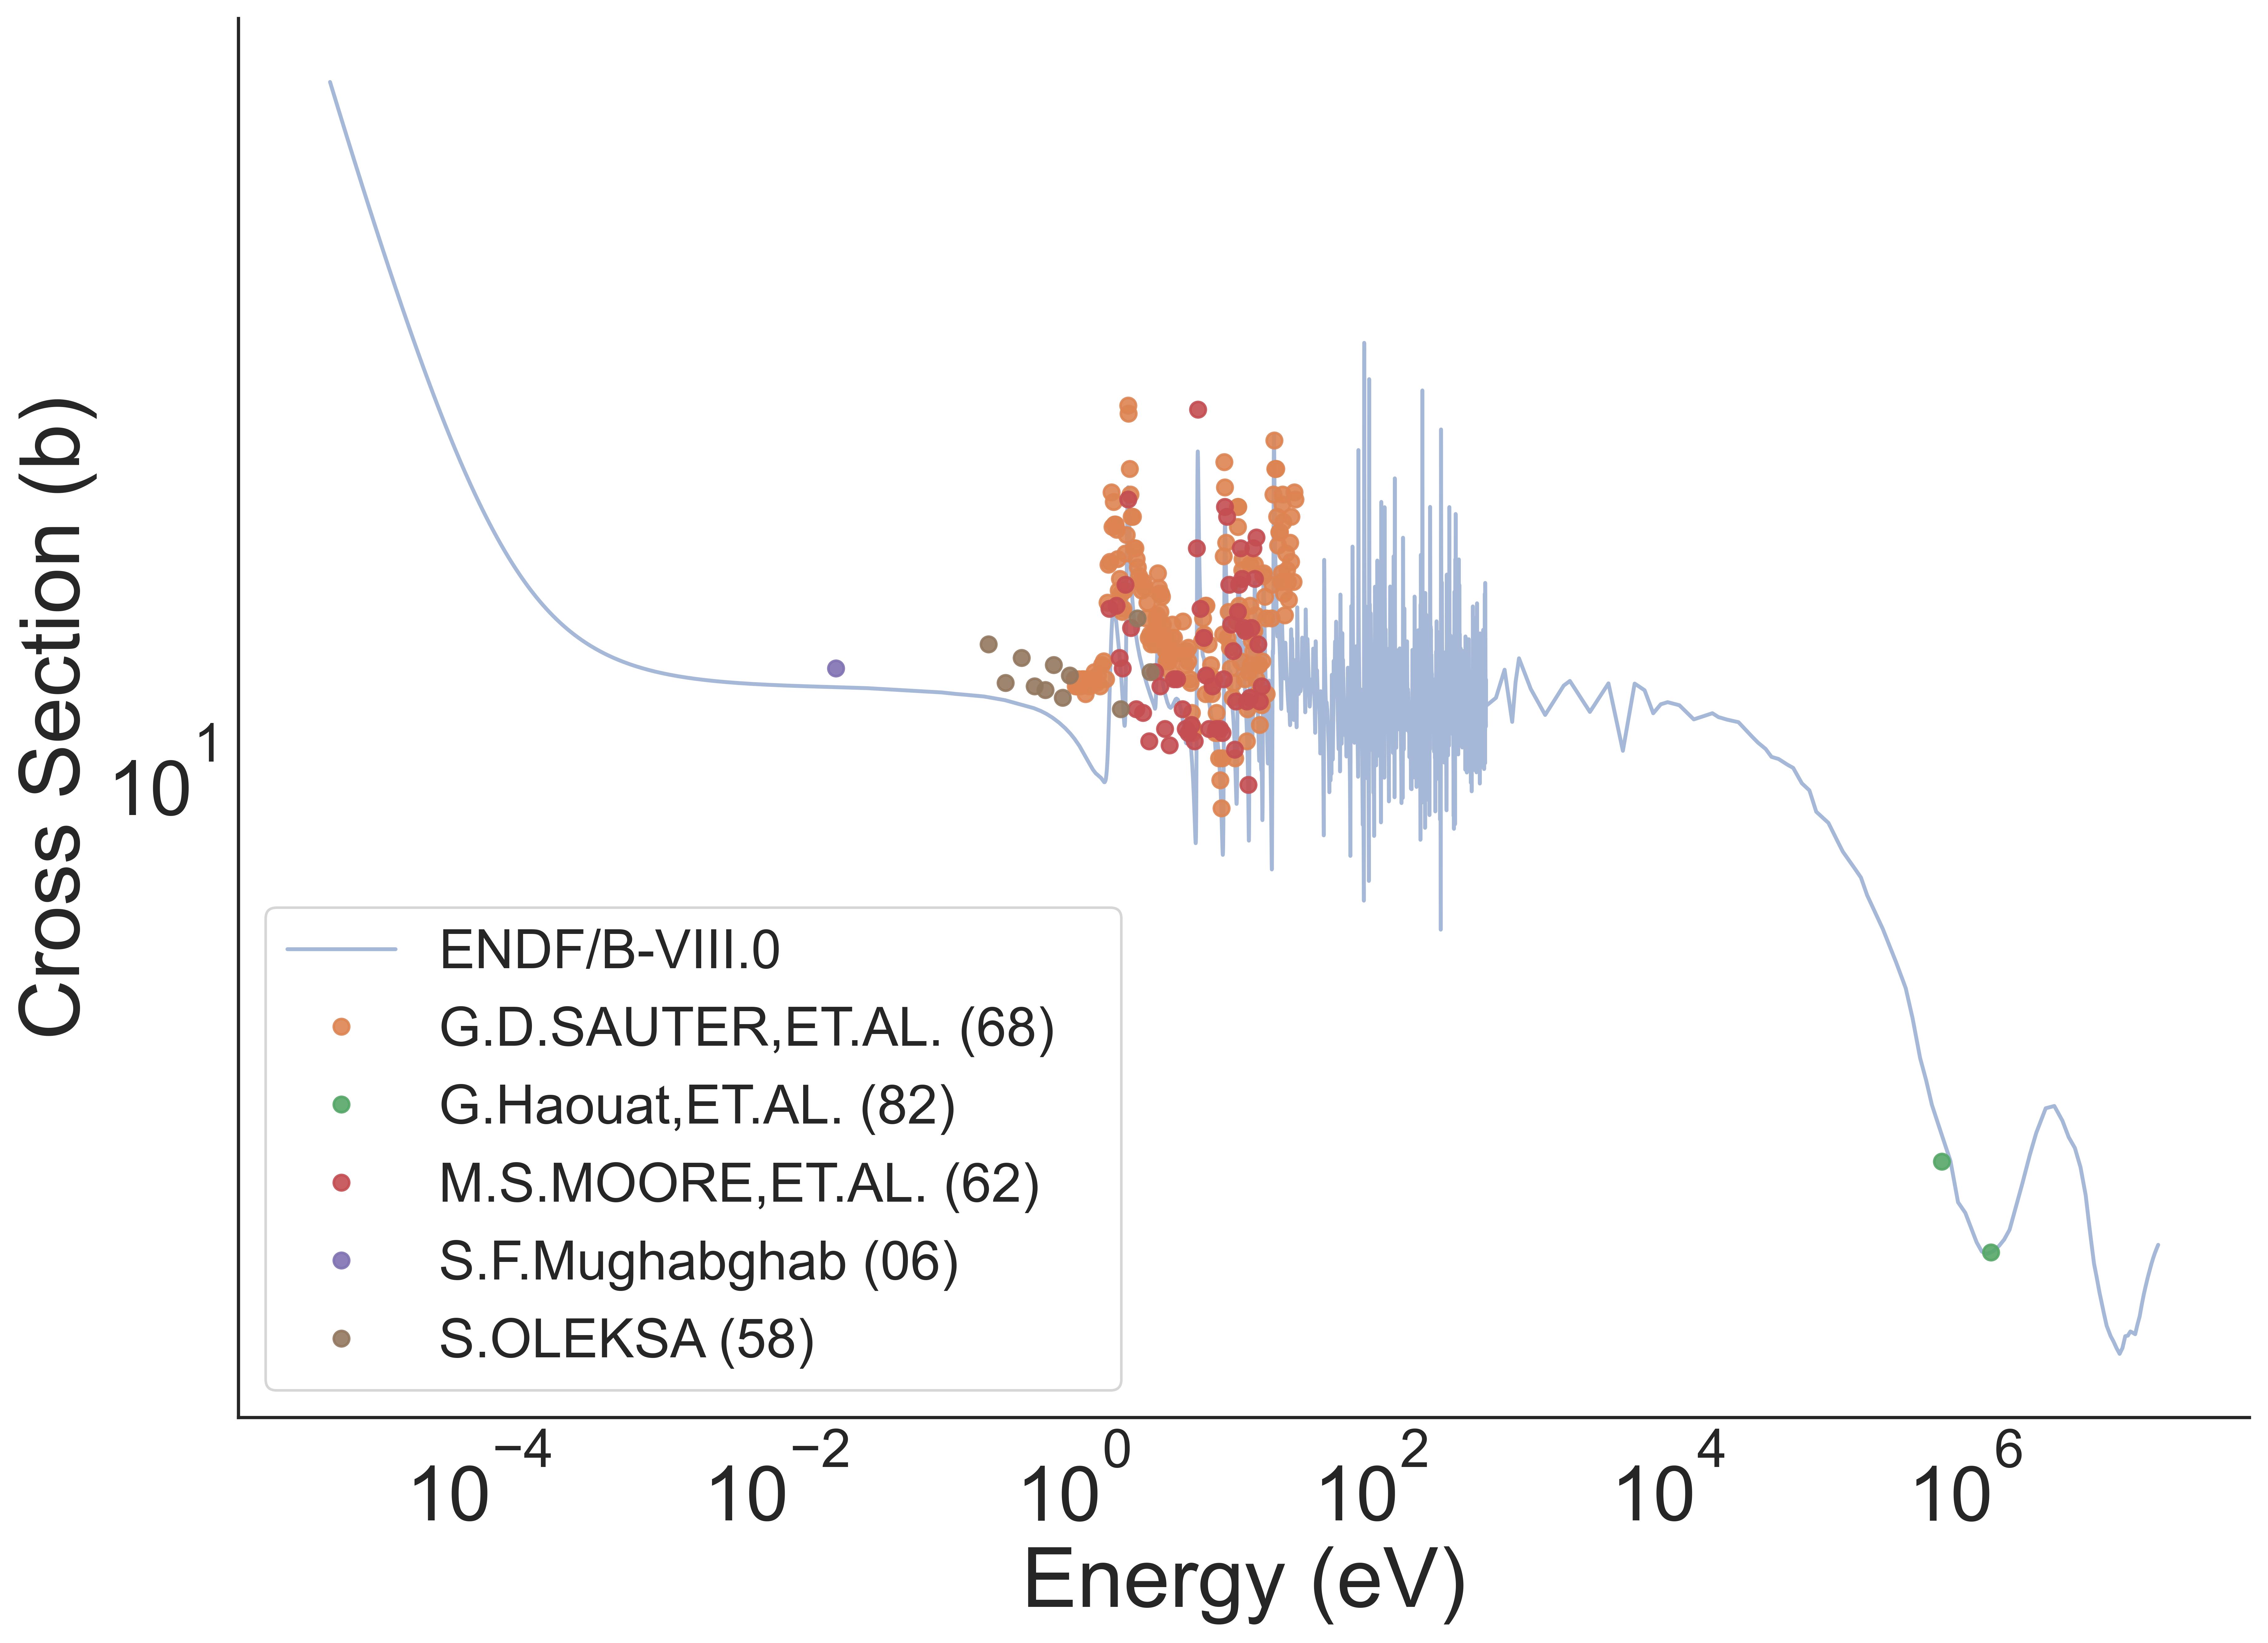 Cross Section (b)
10^1
ENDF/B-VIII.0
G.D.SAUTER,ET.AL. (68)
G.Haouat,ET.AL. (82)
M.S.MOORE,ET.AL. (62)
S.F.Mughabghab (06)
S.OLEKSA (58)
10^−4 10^−2 10^0 10^2 10^4 10^6
Energy (eV)